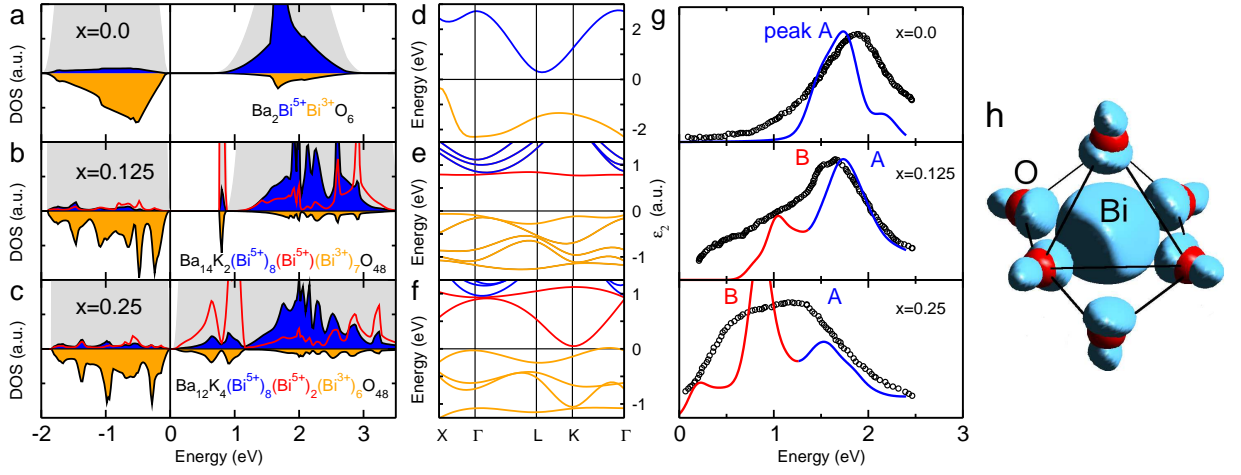 a
x=0.0
DOS (a.u.)
Ba₂Bi⁵⁺Bi³⁺O₆
b
x=0.125
DOS (a.u.)
Ba₁₄K₂(Bi⁵⁺)₈(Bi⁵⁺)(Bi³⁺)₇O₄₈
c
x=0.25
DOS (a.u.)
Ba₁₂K₄(Bi⁵⁺)₈(Bi⁵⁺)₂(Bi³⁺)₆O₄₈
-2 -1 0 1 2 3
Energy (eV)
d
Energy (eV)
2
0
-2
e
Energy (eV)
1
0
-1
f
Energy (eV)
1
0
-1
X Γ L K Γ
g
peak A
x=0.0
B
A
x=0.125
ε₂ (a.u.)
B
A
x=0.25
0 1 2 3
Energy (eV)
h
O
Bi